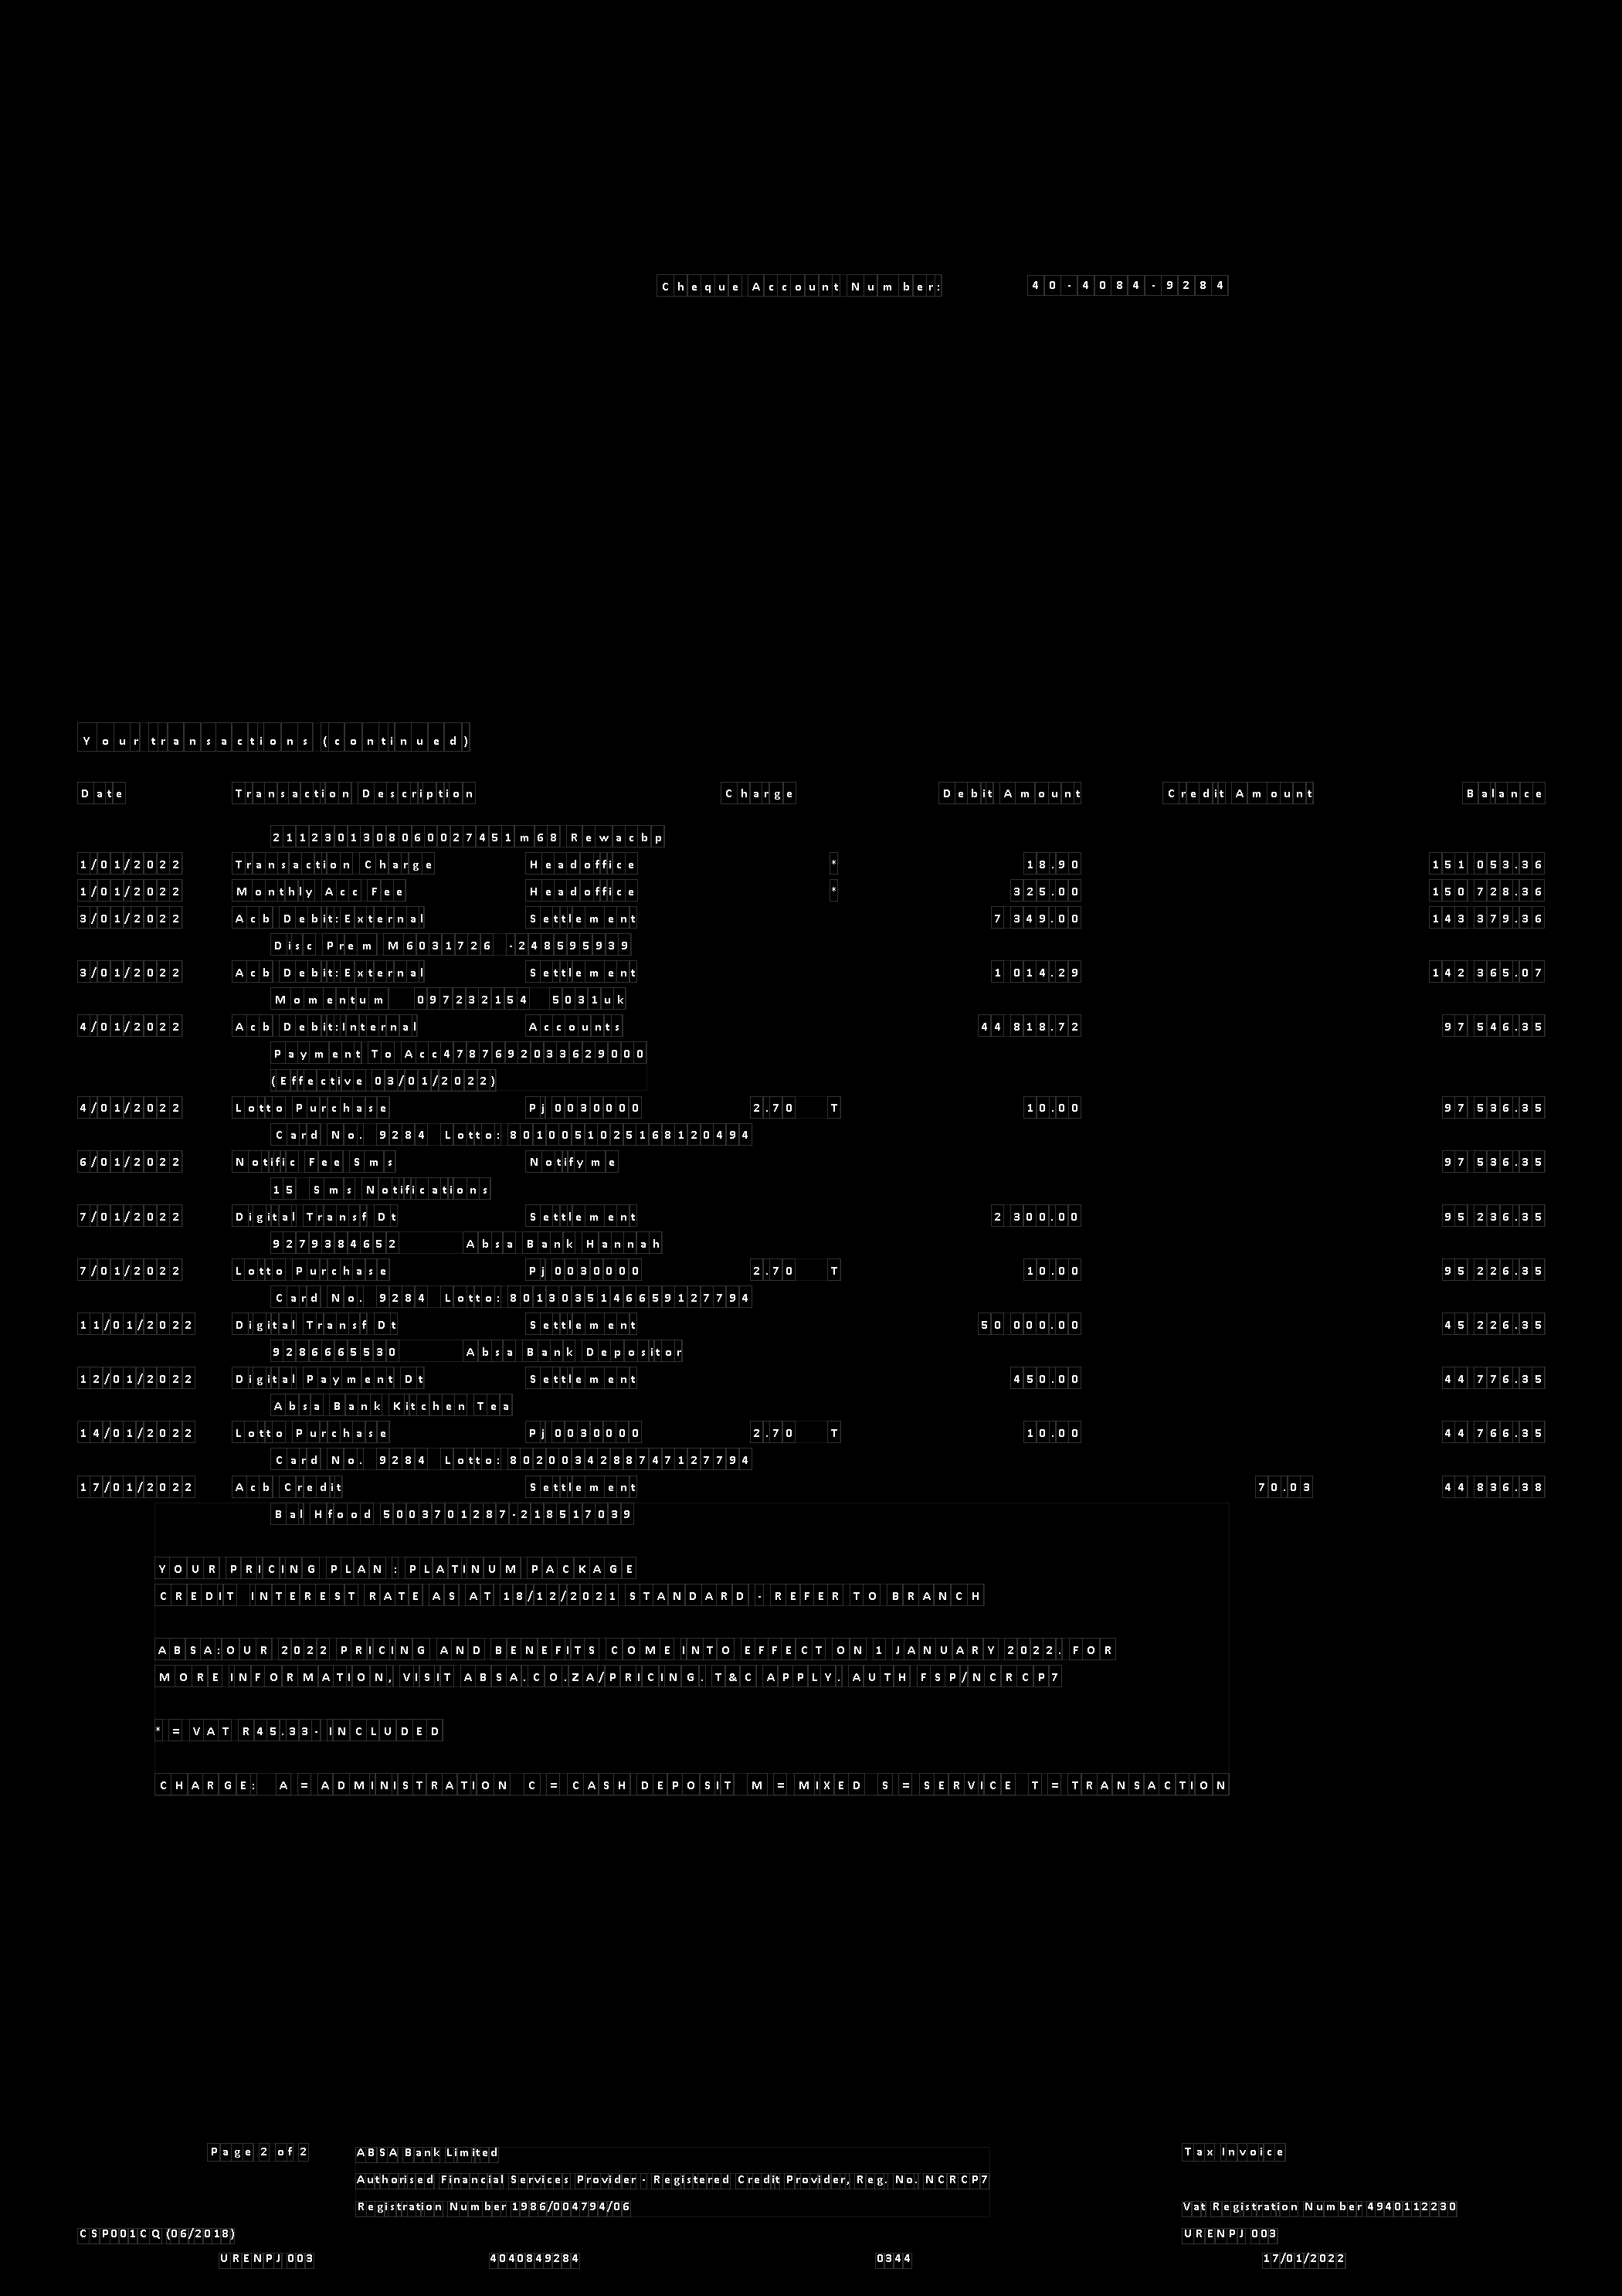 Cheque Account Number: 40-4084-9284
Your transactions (continued)
Date Transaction Description Charge Debit Amount Credit Amount Balance
2112301308060027451m68 Rewacbp
1/01/2022 Transaction Charge Headoffice * 18.90 151 053.36
1/01/2022 Monthly Acc Fee Headoffice * 325.00 150 728.36
3/01/2022 Acb Debit:External Settlement 7 349.00 143 379.36
Disc Prem M6031726 -248595939
3/01/2022 Acb Debit:External Settlement 1 014.29 142 365.07
Momentum 097232154 5031uk
4/01/2022 Acb Debit:Internal Accounts 44 818.72 97 546.35
Payment To Acc4787692033629000
(Effective 03/01/2022)
4/01/2022 Lotto Purchase Pj0030000 2.70 T 10.00 97 536.35
Card No. 9284 Lotto:80100510251681204​94
6/01/2022 Notific Fee Sms Notifyme 97 536.35
15 Sms Notifications
7/01/2022 Digital Transf Dt Settlement 2 300.00 95 236.35
9279384652 Absa Bank Hannah
7/01/2022 Lotto Purchase Pj0030000 2.70 T 10.00 95 226.35
Card No. 9284 Lotto:80130351466591277​94
11/01/2022 Digital Transf Dt Settlement 50 000.00 45 226.35
9286665530 Absa Bank Depositor
12/01/2022 Digital Payment Dt Settlement 450.00 44 776.35
Absa Bank Kitchen Tea
14/01/2022 Lotto Purchase Pj0030000 2.70 T 10.00 44 766.35
Card No. 9284 Lotto:80200342887471277​94
17/01/2022 Acb Credit Settlement 70.03 44 836.38
Bal Hfood 5003701287-218517039
YOUR PRICING PLAN : PLATINUM PACKAGE
CREDIT INTEREST RATE AS AT 18/12/2021 STANDARD - REFER TO BRANCH
ABSA:OUR 2022 PRICING AND BENEFITS COME INTO EFFECT ON 1 JANUARY 2022. FOR
MORE INFORMATION, VISIT ABSA.CO.ZA/PRICING. T&C APPLY. AUTH FSP/NCRCP7
* = VAT R45.33- INCLUDED
CHARGE: A = ADMINISTRATION C = CASH DEPOSIT M = MIXED S = SERVICE T = TRANSACTION
Page 2 of 2 ABSA Bank Limited Tax Invoice
Authorised Financial Services Provider - Registered Credit Provider, Reg. No. NCRCP7
Registration Number 1986/004794/06 Vat Registration Number 4940112230
CSP001CQ (06/2018) URENPJ 003
URENPJ 003 4040849284 0344 17/01/2022